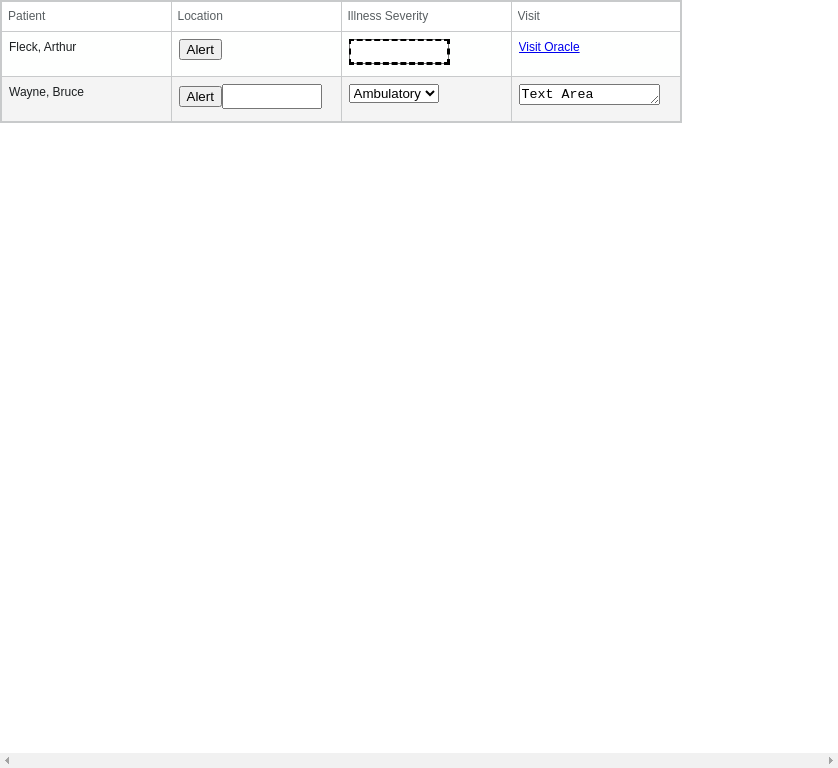 Patient Location Illness Severity Visit
Fleck, Arthur Alert Visit Oracle
Wayne, Bruce Alert Ambulatory Text Area